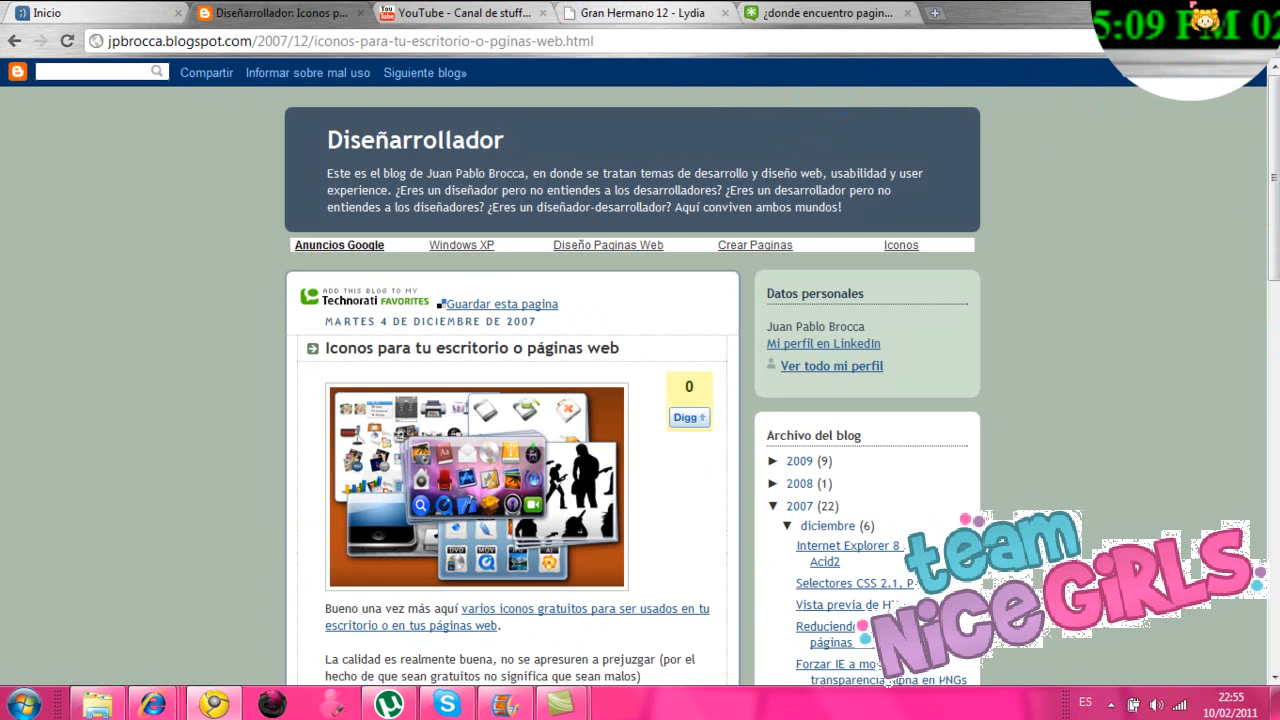 Inicio
Diseñarrollador: Iconos p...
YouTube - Canal de stuff...
Gran Hermano 12 - Lydia
¿donde encuentro pagin...
jpbrocca.blogspot.com/2007/12/iconos-para-tu-escritorio-o-pginas-web.html
5:09 PM 02
Compartir
Informar sobre mal uso
Siguiente blog»
Diseñarrollador
Este es el blog de Juan Pablo Brocca, en donde se tratan temas de desarrollo y diseño web, usabilidad y user
experience. ¿Eres un diseñador pero no entiendes a los desarrolladores? ¿Eres un desarrollador pero no
entiendes a los diseñadores? ¿Eres un diseñador-desarrollador? Aquí conviven ambos mundos!
Anuncios Google
Windows XP
Diseño Paginas Web
Crear Paginas
Iconos
ADD THIS BLOG TO MY
Technorati FAVORITES
Guardar esta pagina
MARTES 4 DE DICIEMBRE DE 2007
Iconos para tu escritorio o páginas web
0
Digg
DVD MOV
Bueno una vez más aquí varios iconos gratuitos para ser usados en tu
escritorio o en tus páginas web.
La calidad es realmente buena, no se apresuren a prejuzgar (por el
hecho de que sean gratuitos no significa que sean malos)
Datos personales
Juan Pablo Brocca
Mi perfil en LinkedIn
Ver todo mi perfil
Archivo del blog
► 2009 (9)
► 2008 (1)
▼ 2007 (22)
▼ diciembre (6)
Internet Explorer 8
Acid2
Selectores CSS 2.1,
Vista previa de
Reduciendo
páginas
Forzar IE a
transparencia alpha en PNGs
team
NiCE GiRLS
ES
22:55
10/02/2011